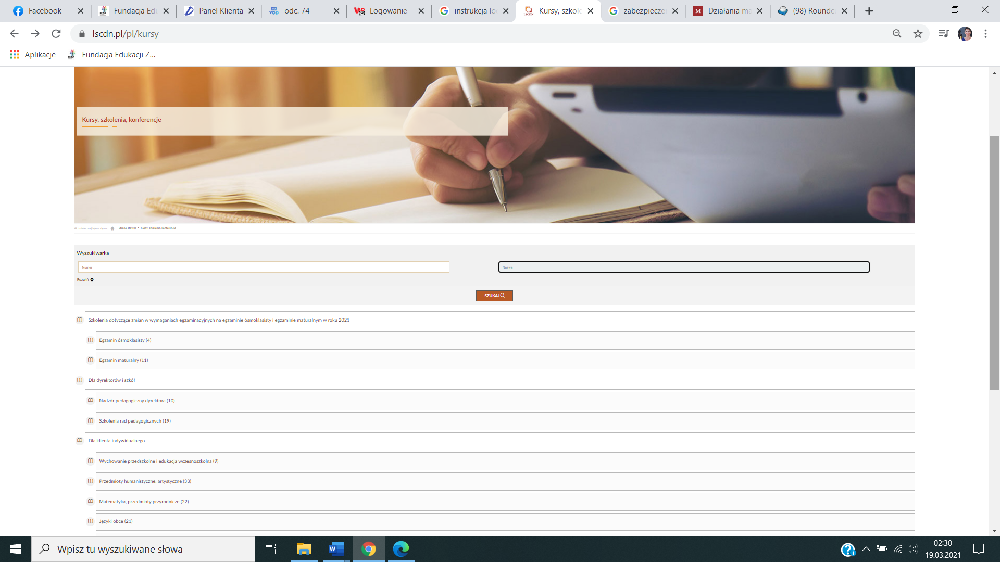 Facebook
Fundacja Edu
Panel Klienta
odc. 74
Logowanie -
instrukcja lo
Kursy, szkole
zabezpiecze
Działania ma
(98) Roundc
lscdn.pl/pl/kursy
Aplikacje
Fundacja Edukacji Z...
Kursy, szkolenia, konferencje
Aktualnie znajdujesz się na: Strona główna > Kursy, szkolenia, konferencje
Wyszukiwarka
Numer
Nazwa
Rozwiń
SZUKAJ
Szkolenia dotyczące zmian w wymaganiach egzaminacyjnych na egzaminie ósmoklasisty i egzaminie maturalnym w roku 2021
Egzamin ósmoklasisty (4)
Egzamin maturalny (11)
Dla dyrektorów i szkół
Nadzór pedagogiczny dyrektora (10)
Szkolenia rad pedagogicznych (19)
Dla klienta indywidualnego
Wychowanie przedszkolne i edukacja wczesnoszkolna (9)
Przedmioty humanistyczne, artystyczne (33)
Matematyka, przedmioty przyrodnicze (22)
Języki obce (21)
Wpisz tu wyszukiwane słowa
02:30
19.03.2021